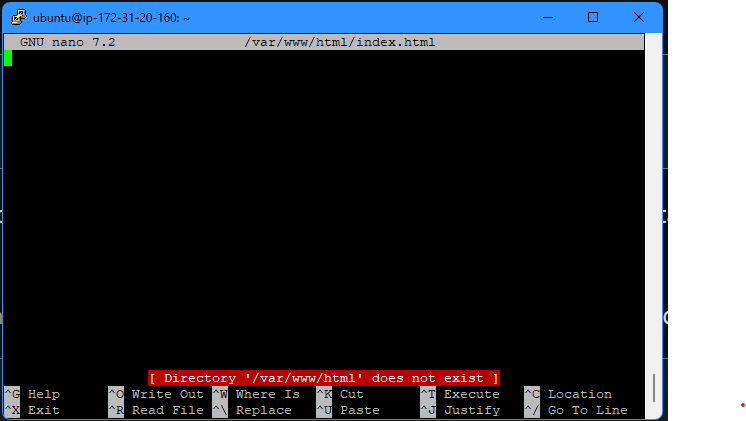 ubuntu@ip-172-31-20-160: ~
GNU nano 7.2 /var/www/html/index.html
[ Directory '/var/www/html' does not exist ]
^G Help ^O Write Out ^W Where Is ^K Cut ^T Execute ^C Location
^X Exit ^R Read File ^\ Replace ^U Paste ^J Justify ^/ Go To Line